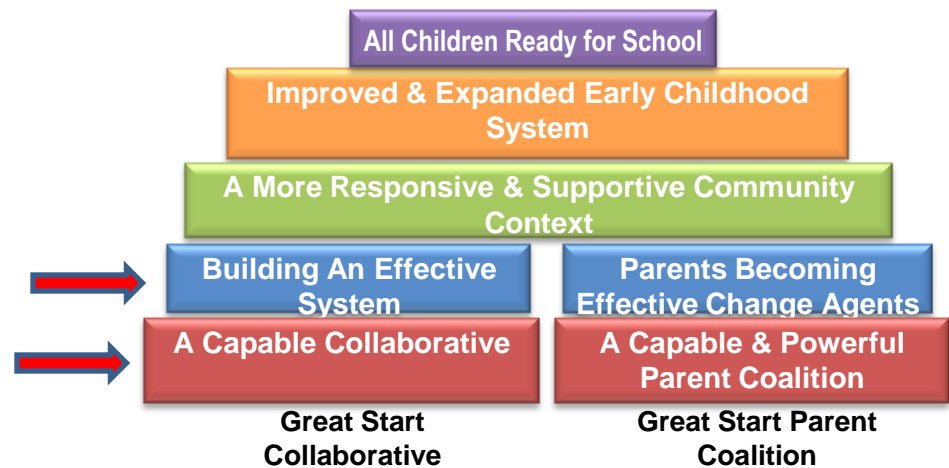 All Children Ready for School
Improved & Expanded Early Childhood
System
A More Responsive & Supportive Community
Context
Building An Effective
System
Parents Becoming
Effective Change Agents
A Capable Collaborative
A Capable & Powerful
Parent Coalition
Great Start
Collaborative
Great Start Parent
Coalition